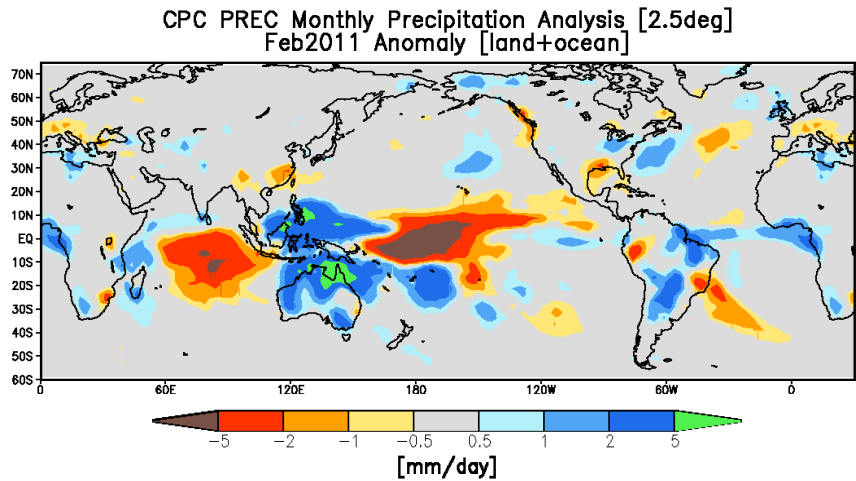 CPC PREC Monthly Precipitation Analysis [2.5deg]
Feb2011 Anomaly [land+ocean]
70N
60N
50N
40N
30N
20N
10N
EQ
10S
20S
30S
40S
50S
60S
0 60E 120E 180 120W 60W 0
-5 -2 -1 -0.5 0.5 1 2 5
[mm/day]